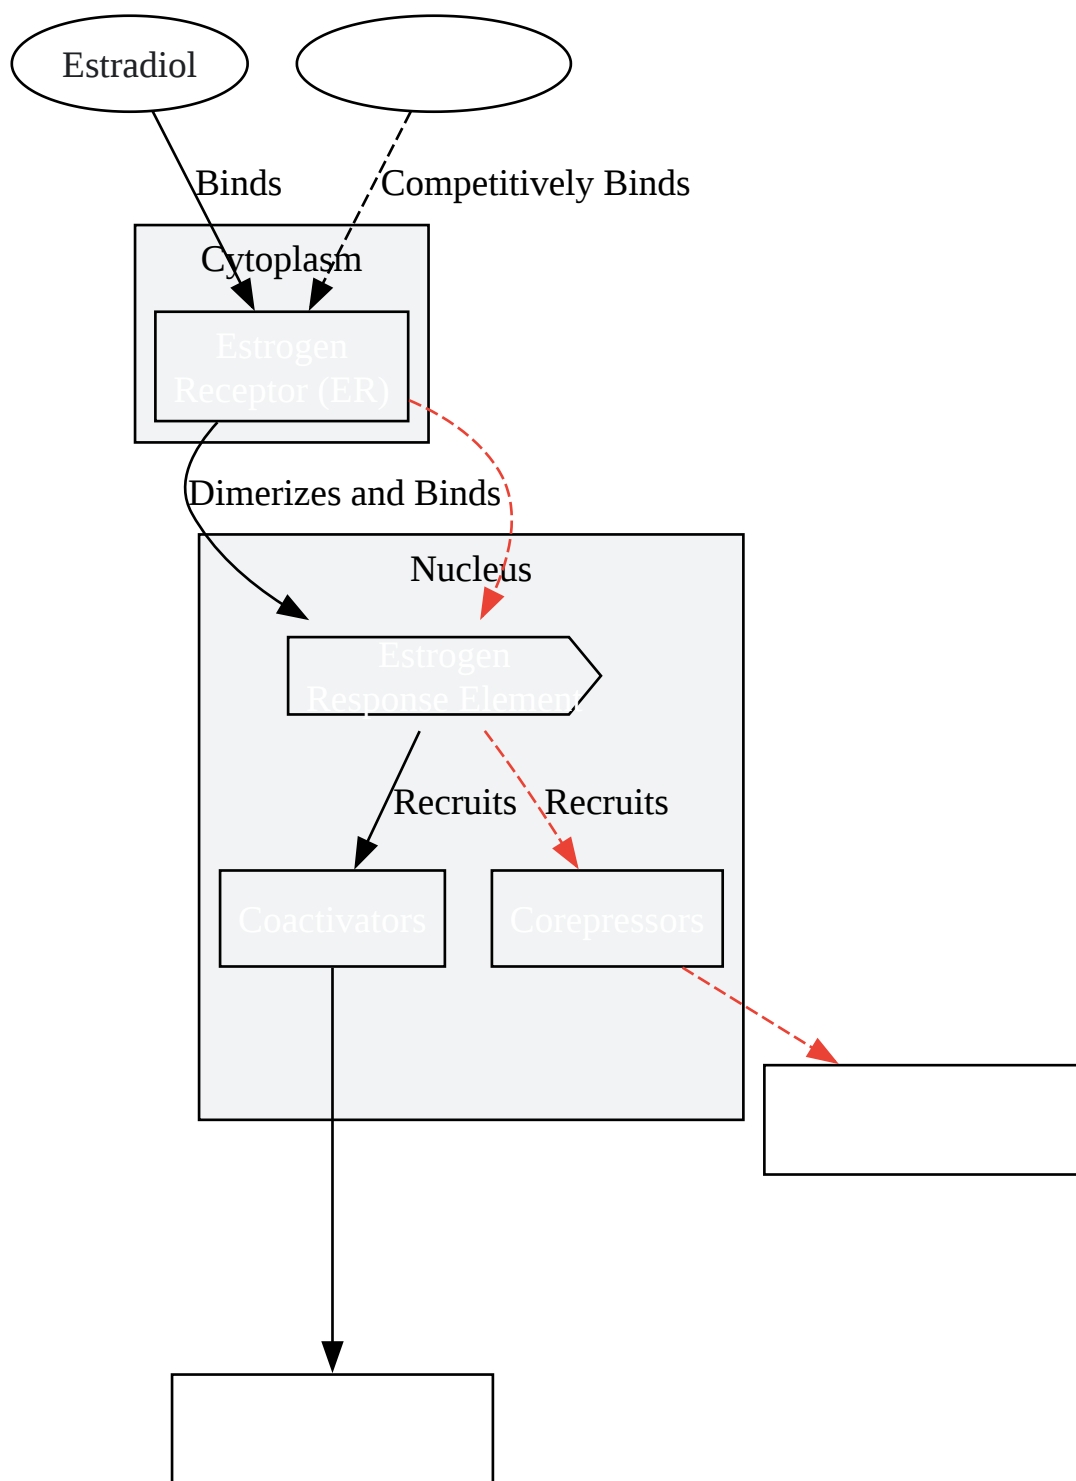 Estradiol
Binds
Competitively Binds
Cytoplasm
Estrogen
Receptor (ER)
Dimerizes and Binds
Nucleus
Estrogen
Response Element
Recruits
Recruits
Coactivators
Corepressors